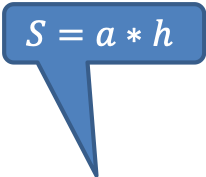 S = a * h